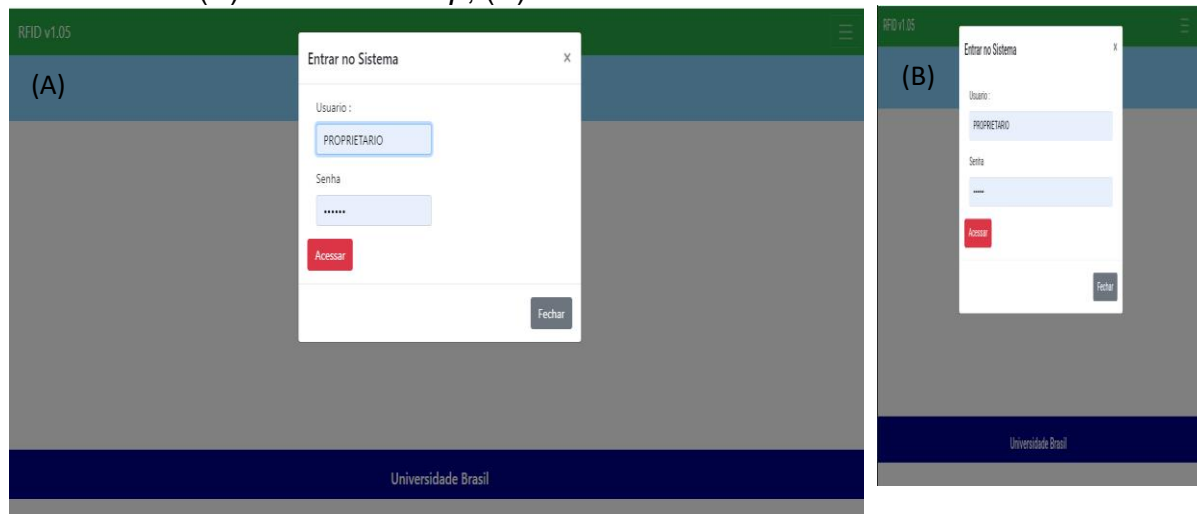 RFID v1.05
(A)
Entrar no Sistema
x
Usuario :
PROPRIETARIO
Senha
••••••
Acessar
Fechar
Universidade Brasil
RFID v1.05
(B)
Entrar no Sistema
x
Usuario :
PROPRIETARIO
Senha
••••••
Acessar
Fechar
Universidade Brasil